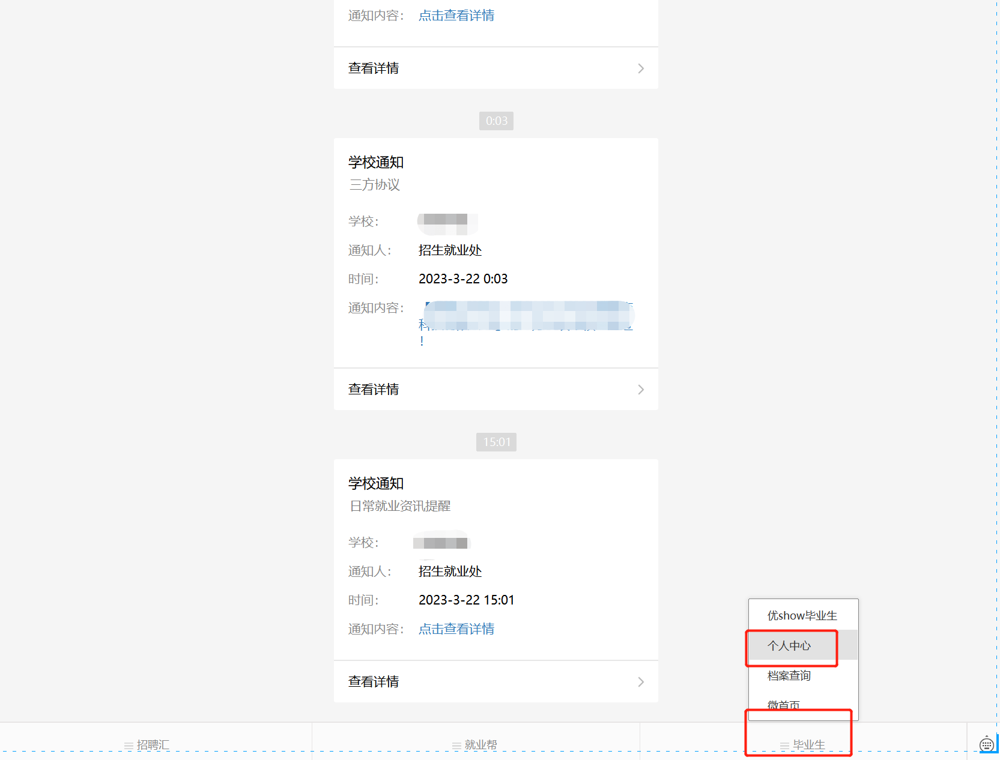 通知内容： 点击查看详情
查看详情
0:03
学校通知
三方协议
学校：
通知人： 招生就业处
时间： 2023-3-22 0:03
通知内容：
科
！
查看详情
15:01
学校通知
日常就业资讯提醒
学校：
通知人： 招生就业处
时间： 2023-3-22 15:01
通知内容： 点击查看详情
查看详情
优show毕业生
个人中心
档案查询
微首页
招聘汇
就业帮
毕业生